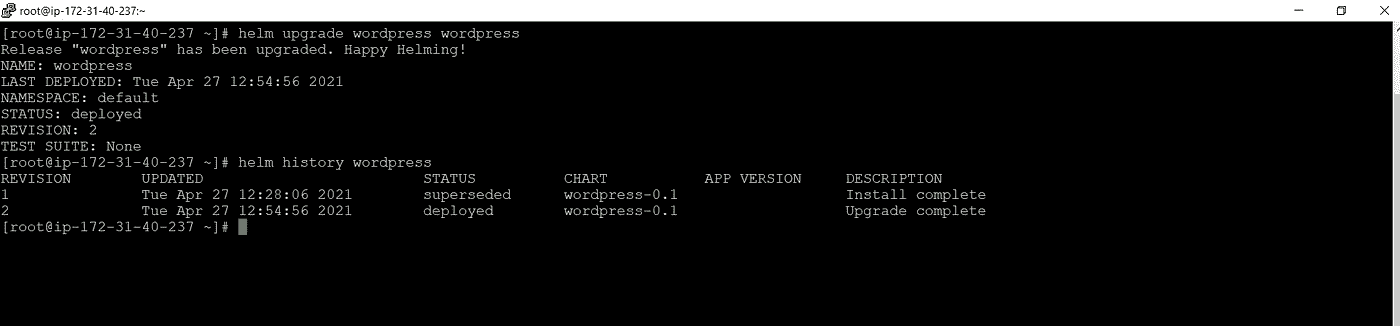 root@ip-172-31-40-237:~
[root@ip-172-31-40-237 ~]# helm upgrade wordpress wordpress
Release "wordpress" has been upgraded. Happy Helming!
NAME: wordpress
LAST DEPLOYED: Tue Apr 27 12:54:56 2021
NAMESPACE: default
STATUS: deployed
REVISION: 2
TEST SUITE: None
[root@ip-172-31-40-237 ~]# helm history wordpress
REVISION        UPDATED                         STATUS          CHART           APP VERSION     DESCRIPTION
1               Tue Apr 27 12:28:06 2021        superseded      wordpress-0.1                   Install complete
2               Tue Apr 27 12:54:56 2021        deployed        wordpress-0.1                   Upgrade complete
[root@ip-172-31-40-237 ~]#